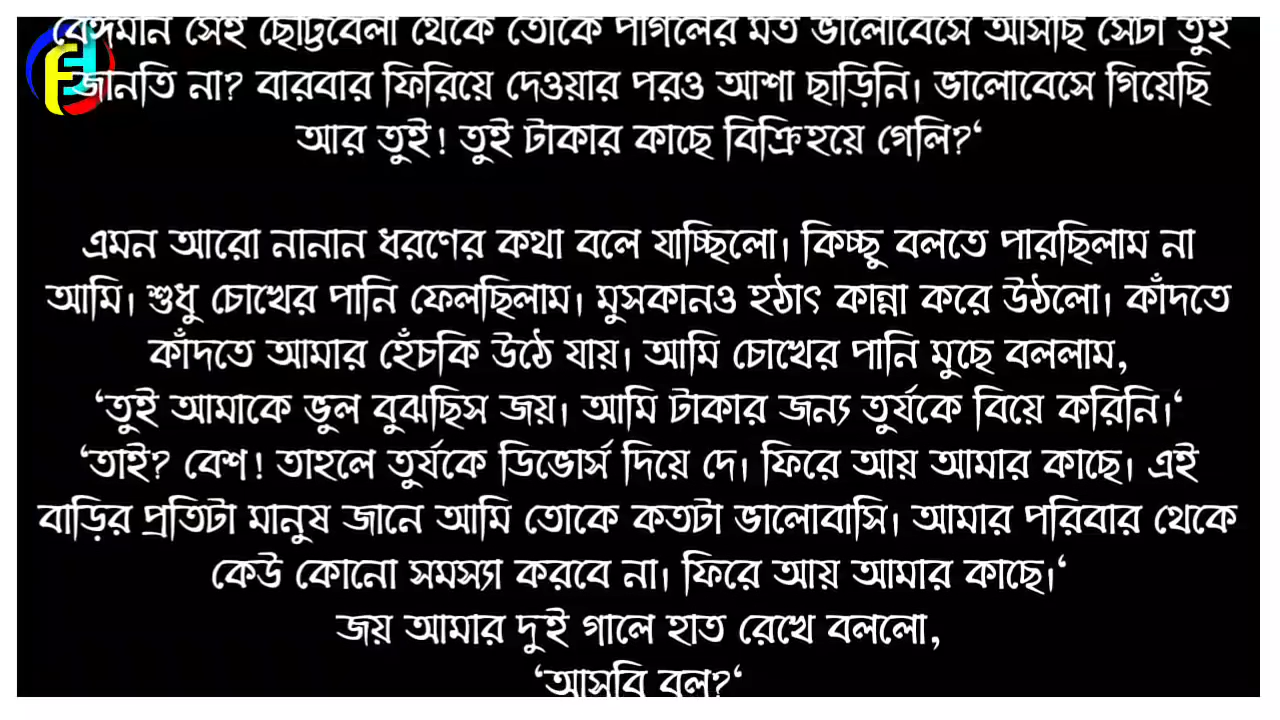 বেঈমান সেই ছোট্টবেলা থেকে তোকে পাগলের মত ভালোবেসে আসছি সেটা তুই
জানতি না? বারবার ফিরিয়ে দেওয়ার পরও আশা ছাড়িনি। ভালোবেসে গিয়েছি
আর তুই! তুই টাকার কাছে বিক্রিহয়ে গেলি?‘
এমন আরো নানান ধরণের কথা বলে যাচ্ছিলো। কিচ্ছু বলতে পারছিলাম না
আমি। শুধু চোখের পানি ফেলছিলাম। মুসকানও হঠাৎ কান্না করে উঠলো। কাঁদতে
কাঁদতে আমার হেঁচকি উঠে যায়। আমি চোখের পানি মুছে বললাম,
‘তুই আমাকে ভুল বুঝছিস জয়। আমি টাকার জন্য তুর্যকে বিয়ে করিনি।‘
‘তাই? বেশ! তাহলে তুর্যকে ডিভোর্স দিয়ে দে। ফিরে আয় আমার কাছে। এই
বাড়ির প্রতিটা মানুষ জানে আমি তোকে কতটা ভালোবাসি। আমার পরিবার থেকে
কেউ কোনো সমস্যা করবে না। ফিরে আয় আমার কাছে।‘
জয় আমার দুই গালে হাত রেখে বললো,
‘আসবি বল?‘